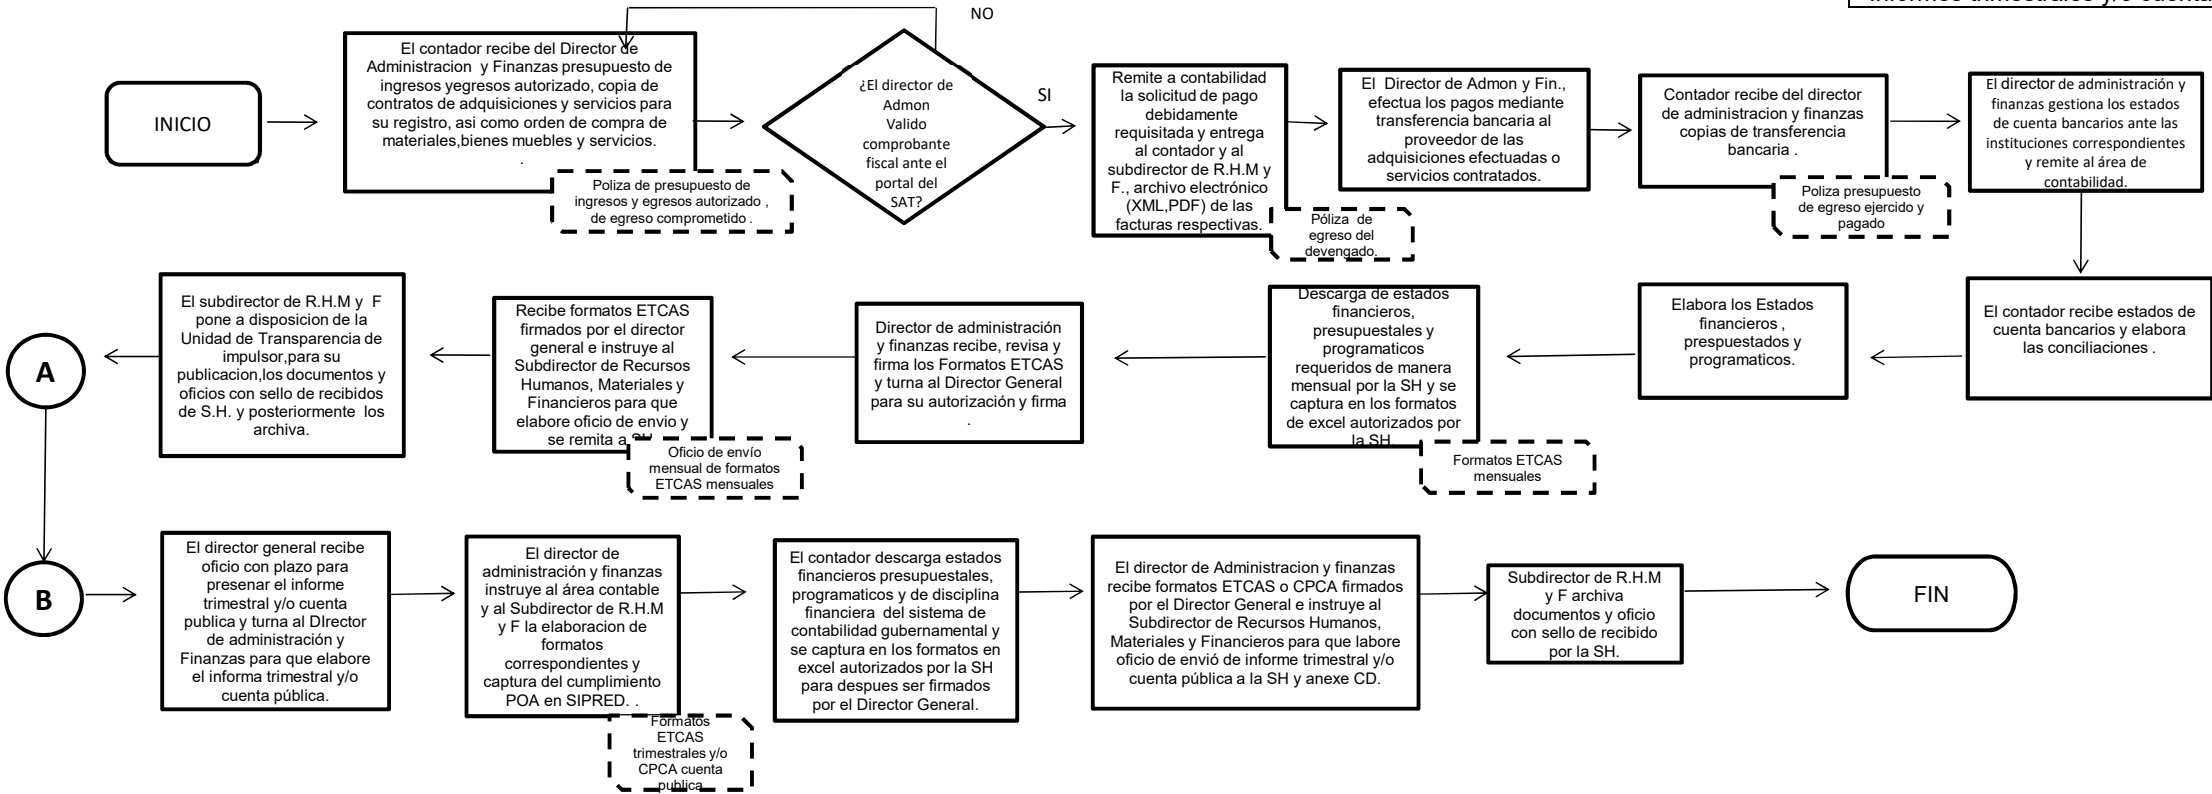 Informes trimestrales y/o cuenta
NO
INICIO
El contador recibe del Director de
Administracion y Finanzas presupuesto de
ingresos yegresos autorizado, copia de
contratos de adquisiciones y servicios para
su registro, asi como orden de compra de
materiales,bienes muebles y servicios.
.
Poliza de presupuesto de
ingresos y egresos autorizado ,
de egreso comprometido .
¿El director de
Admon
Valido
comprobante
fiscal ante el
portal del
SAT?
SI
Remite a contabilidad
la solicitud de pago
debidamente
requisitada y entrega
al contador y al
subdirector de R.H.M y
F., archivo electrónico
(XML,PDF) de las
facturas respectivas.
Póliza de
egreso del
devengado.
El Director de Admon y Fin.,
efectua los pagos mediante
transferencia bancaria al
proveedor de las
adquisiciones efectuadas o
servicios contratados.
Contador recibe del director
de administracion y finanzas
copias de transferencia
bancaria .
Poliza presupuesto
de egreso ejercido y
pagado
El director de administración y
finanzas gestiona los estados
de cuenta bancarios ante las
instituciones correspondientes
y remite al área de
contabilidad.
El contador recibe estados de
cuenta bancarios y elabora
las conciliaciones .
Elabora los Estados
financieros ,
prespuestados y
programaticos.
Descarga de estados
financieros,
presupuestales y
programaticos
requeridos de manera
mensual por la SH y se
captura en los formatos
de excel autorizados por
la SH.
Formatos ETCAS
mensuales
Director de administración
y finanzas recibe, revisa y
firma los Formatos ETCAS
y turna al Director General
para su autorización y firma
.
Recibe formatos ETCAS
firmados por el director
general e instruye al
Subdirector de Recursos
Humanos, Materiales y
Financieros para que
elabore oficio de envio y
se remita a SH.
Oficio de envío
mensual de formatos
ETCAS mensuales
El subdirector de R.H.M y F
pone a disposicion de la
Unidad de Transparencia de
impulsor,para su
publicacion,los documentos y
oficios con sello de recibidos
de S.H. y posteriormente los
archiva.
A
B
El director general recibe
oficio con plazo para
presenar el informe
trimestral y/o cuenta
publica y turna al DIrector
de administración y
Finanzas para que elabore
el informa trimestral y/o
cuenta pública.
El director de
administración y finanzas
instruye al área contable
y al Subdirector de R.H.M
y F la elaboracion de
formatos
correspondientes y
captura del cumplimiento
POA en SIPRED. .
Formatos
ETCAS
trimestrales y/o
CPCA cuenta
publica
El contador descarga estados
financieros presupuestales,
programaticos y de disciplina
financiera del sistema de
contabilidad gubernamental y
se captura en los formatos en
excel autorizados por la SH
para despues ser firmados
por el Director General.
El director de Administracion y finanzas
recibe formatos ETCAS o CPCA firmados
por el Director General e instruye al
Subdirector de Recursos Humanos,
Materiales y Financieros para que labore
oficio de envió de informe trimestral y/o
cuenta pública a la SH y anexe CD.
Subdirector de R.H.M
y F archiva
documentos y oficio
con sello de recibido
por la SH.
FIN